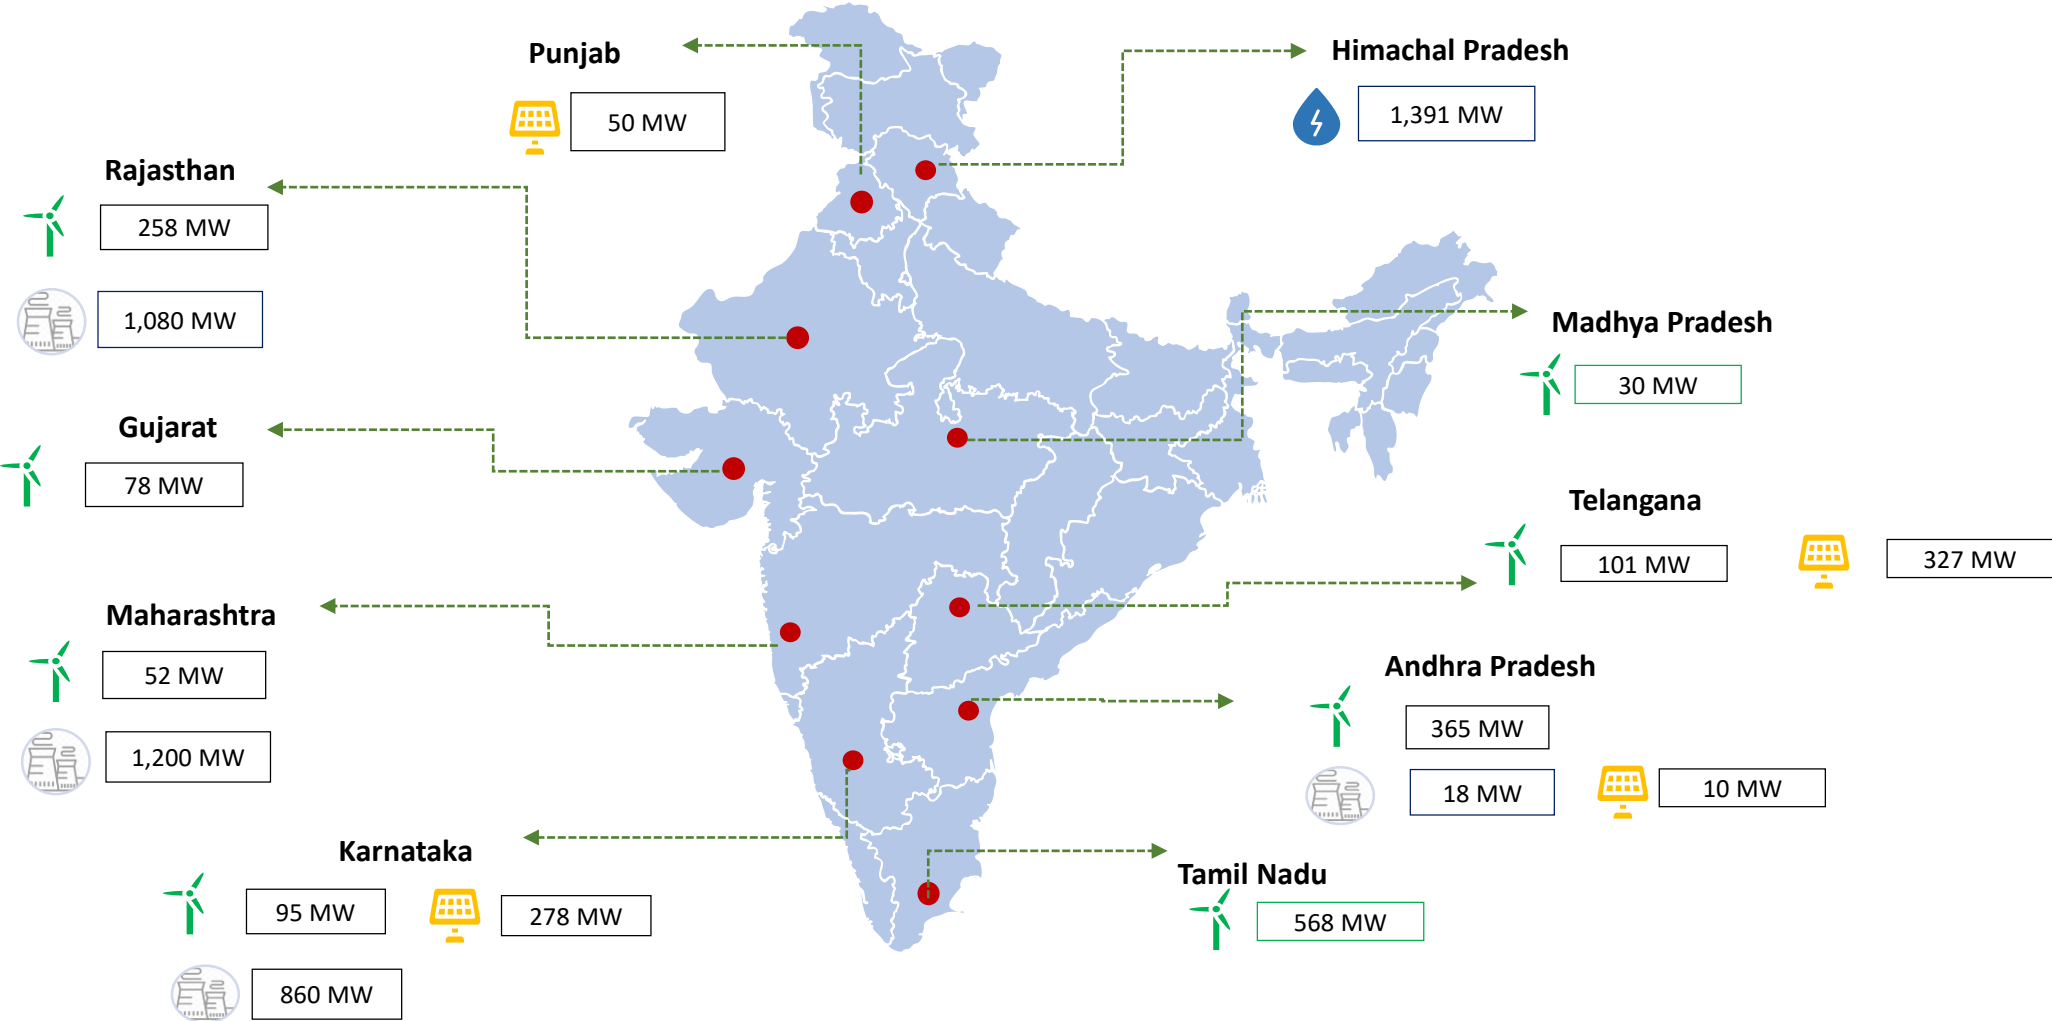 Punjab
50 MW
Himachal Pradesh
1,391 MW
Rajasthan
258 MW
1,080 MW
Madhya Pradesh
30 MW
Gujarat
78 MW
Telangana
101 MW
327 MW
Maharashtra
52 MW
1,200 MW
Andhra Pradesh
365 MW
18 MW
10 MW
Karnataka
95 MW
278 MW
860 MW
Tamil Nadu
568 MW